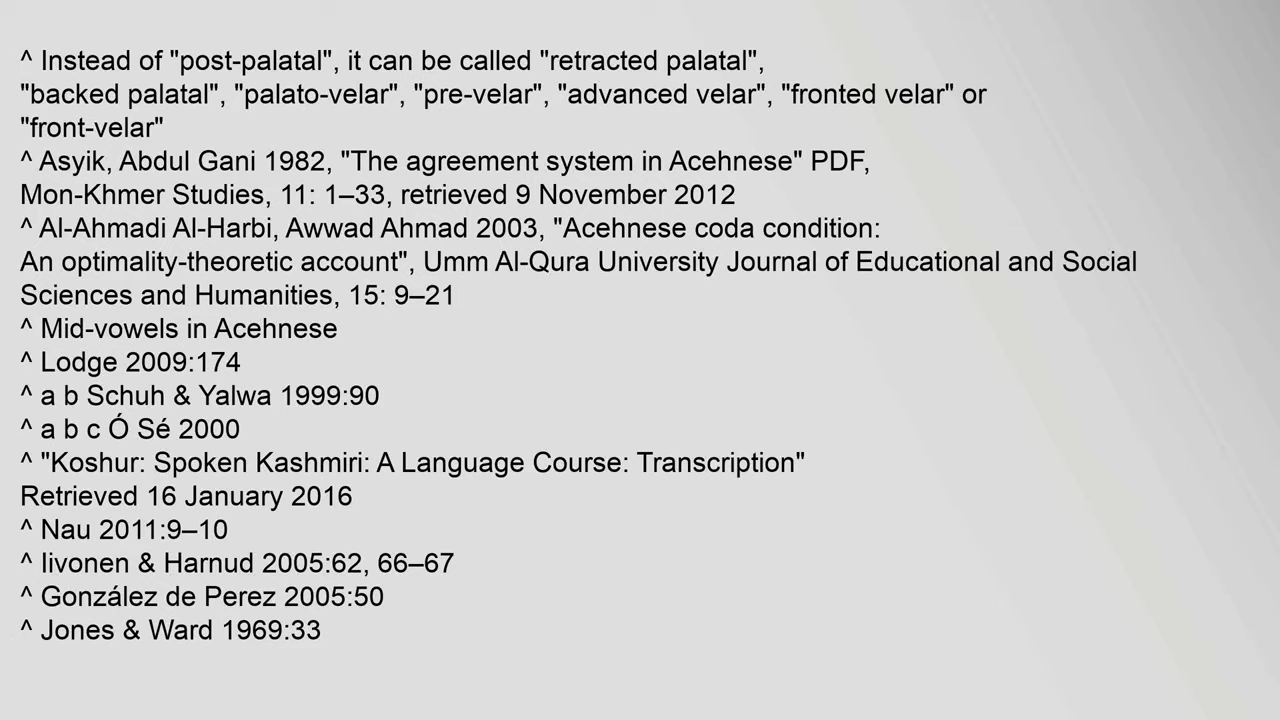 ^ Instead of "post-palatal", it can be called "retracted palatal",
"backed palatal", "palato-velar", "pre-velar", "advanced velar", "fronted velar" or
"front-velar"
^ Asyik, Abdul Gani 1982, "The agreement system in Acehnese" PDF,
Mon-Khmer Studies, 11: 1–33, retrieved 9 November 2012
^ Al-Ahmadi Al-Harbi, Awwad Ahmad 2003, "Acehnese coda condition:
An optimality-theoretic account", Umm Al-Qura University Journal of Educational and Social
Sciences and Humanities, 15: 9–21
^ Mid-vowels in Acehnese
^ Lodge 2009:174
^ a b Schuh & Yalwa 1999:90
^ a b c Ó Sé 2000
^ "Koshur: Spoken Kashmiri: A Language Course: Transcription"
Retrieved 16 January 2016
^ Nau 2011:9–10
^ Iivonen & Harnud 2005:62, 66–67
^ González de Perez 2005:50
^ Jones & Ward 1969:33